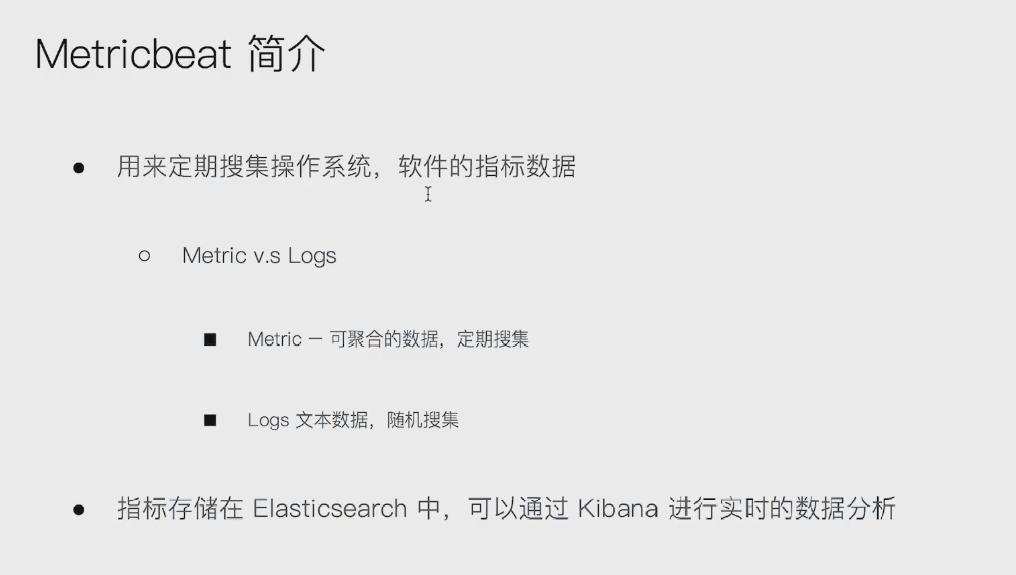 Metricbeat 简介
● 用来定期搜集操作系统，软件的指标数据
○ Metric v.s Logs
■ Metric － 可聚合的数据，定期搜集
■ Logs 文本数据，随机搜集
● 指标存储在 Elasticsearch 中，可以通过 Kibana 进行实时的数据分析